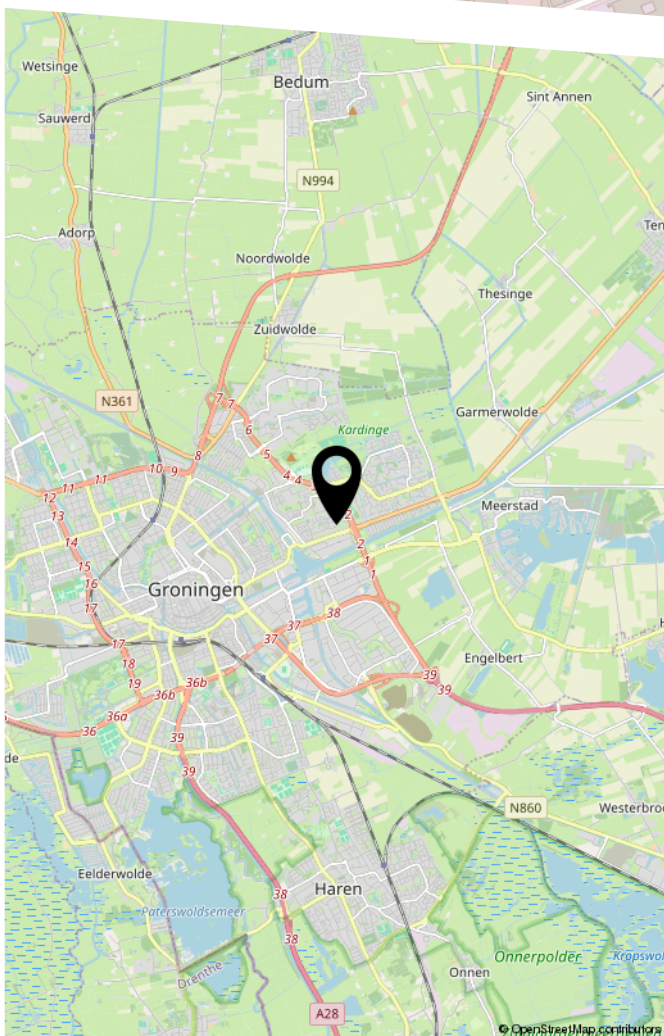 Wetsinge
Bedum
Sint Annen
Sauwerd
N994
Adorp
Ten
Noordwolde
Thesinge
Zuidwolde
N361
7
7
Garmerwolde
6
Kardinge
8
5
10
9
4
4
11
11
12
13
2
Meerstad
14
2
15
1
16
1
Groningen
17
38
37
17
37
18
Engelbert
19
36b
39
36b
39
36a
36
39
de
39
N860
Westerbro
Eelderwolde
Haren
38
Paterswoldsemeer
38
Onnerpolder
Kropswol
Onnen
Drenthe
A28
© OpenStreetMap contributors